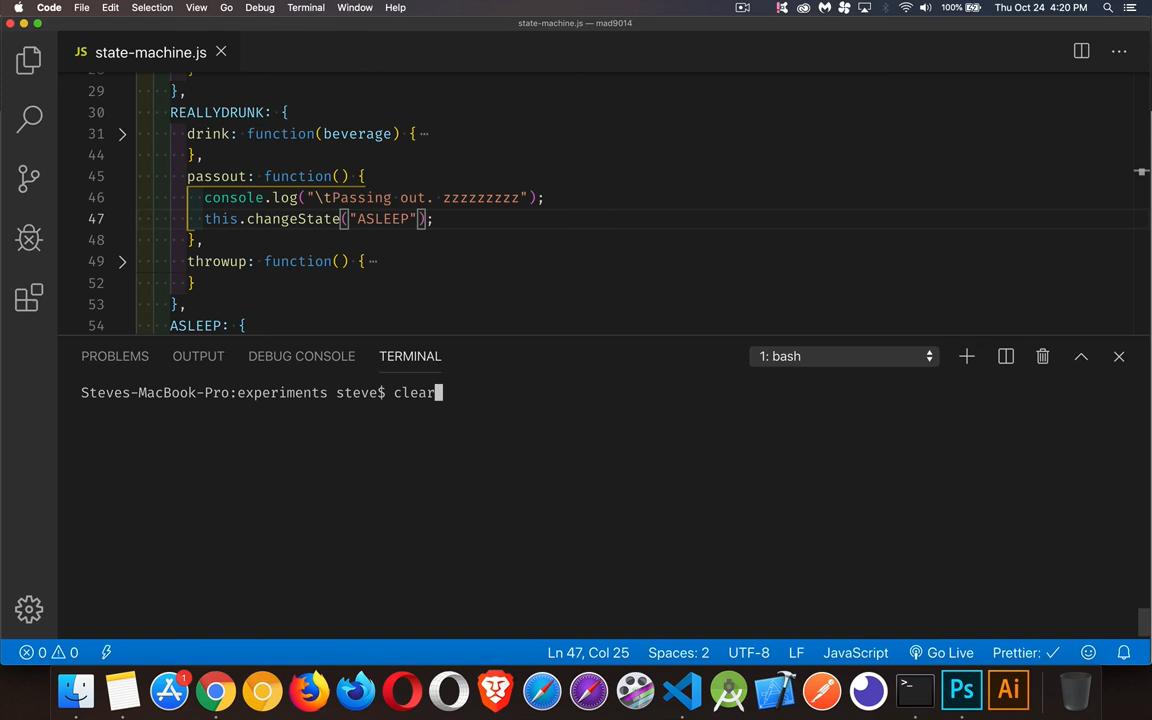 Code File Edit Selection View Go Debug Terminal Window Help 100% Thu Oct 24 4:20 PM
state-machine.js — mad9014
JS state-machine.js
29 },
30 REALLYDRUNK: {
31 drink: function(beverage) {
44 },
45 passout: function() {
46 console.log("\tPassing out. zzzzzzzzz");
47 this.changeState("ASLEEP");
48 },
49 throwup: function() {
52 }
53 },
54 ASLEEP: {
PROBLEMS OUTPUT DEBUG CONSOLE TERMINAL 1: bash
Steves-MacBook-Pro:experiments steve$ clear
0 0 Ln 47, Col 25 Spaces: 2 UTF-8 LF JavaScript Go Live Prettier: ✓
1 >_ Ps Ai